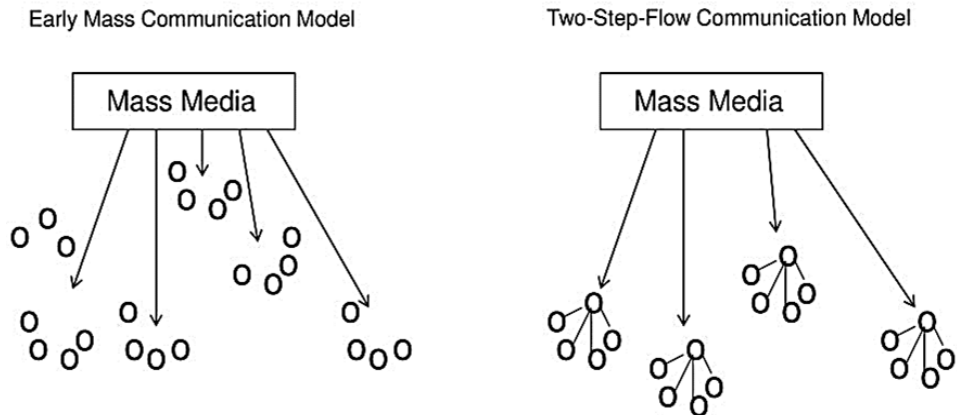 Early Mass Communication Model
Two-Step-Flow Communication Model
Mass Media
Mass Media